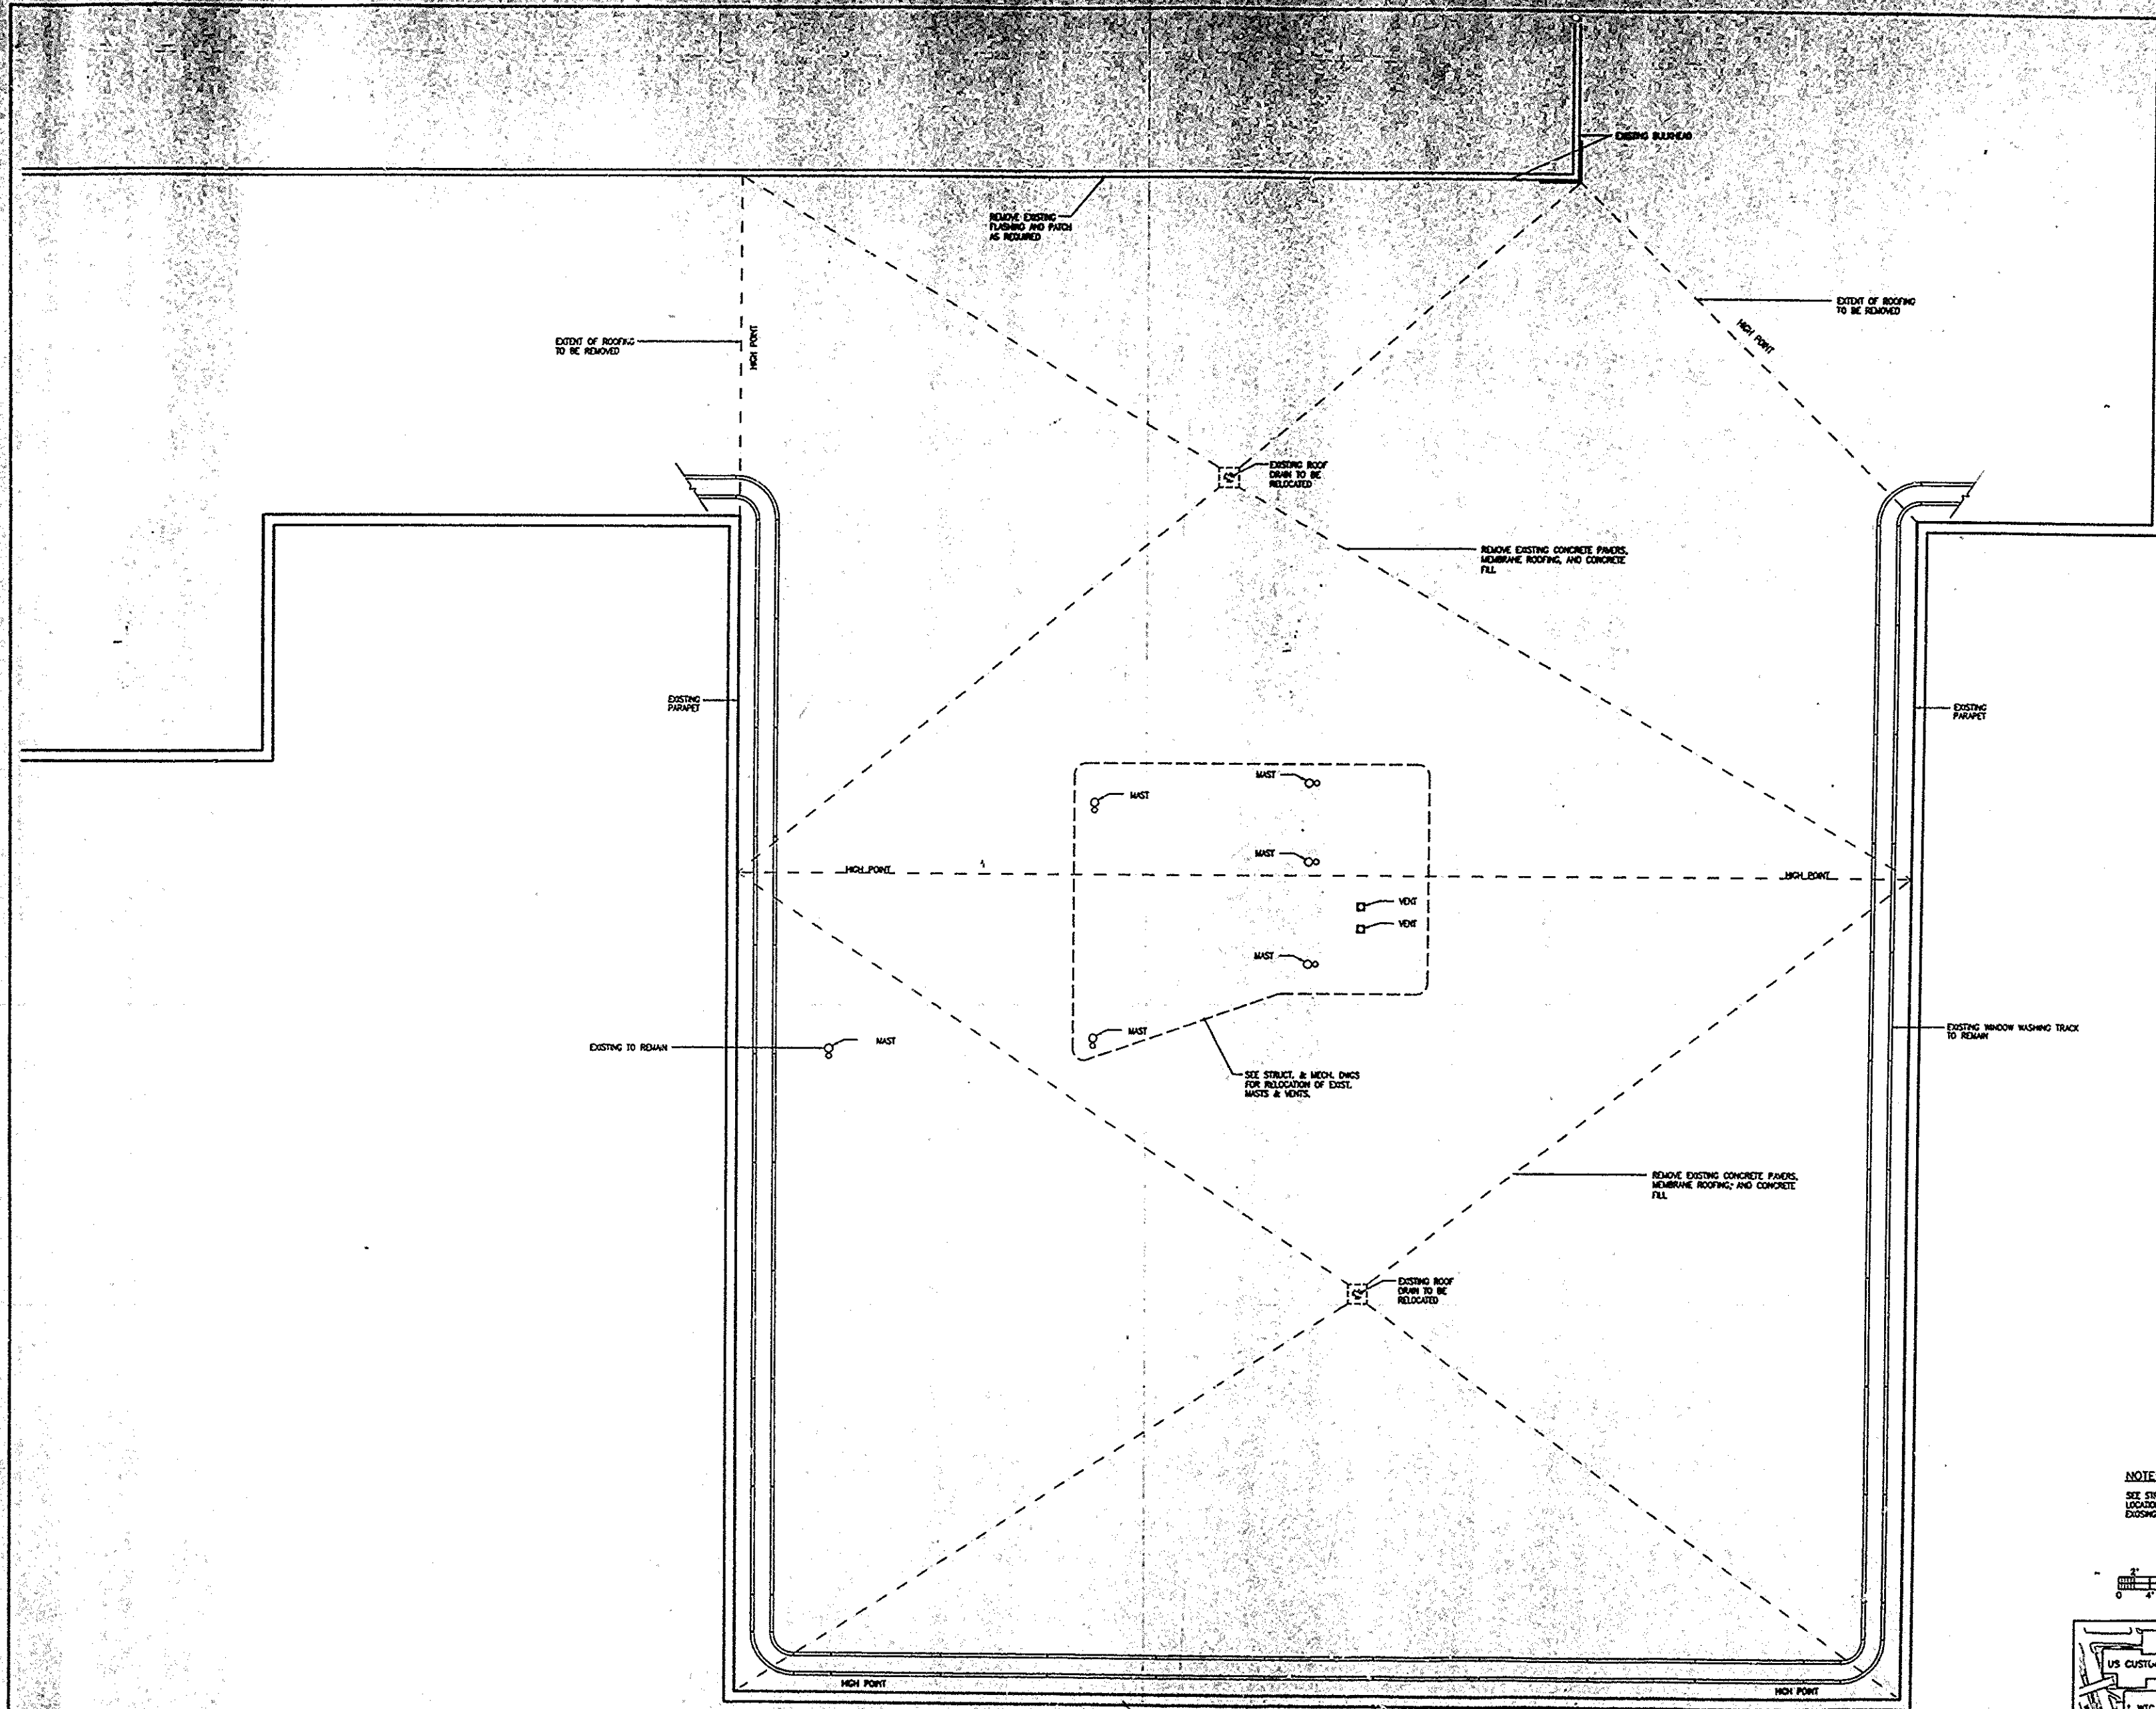 EXISTING BULKHEAD
REMOVE EXISTING
FLASHING AND PATCH
AS REQUIRED
EXTENT OF ROOFING
TO BE REMOVED
HIGH POINT
EXTENT OF ROOFING
TO BE REMOVED
HIGH POINT
EXISTING ROOF
DRAIN TO BE
RELOCATED
REMOVE EXISTING CONCRETE PAVERS,
MEMBRANE ROOFING, AND CONCRETE
FILL
EXISTING
PARAPET
EXISTING
PARAPET
MAST
MAST
MAST
HIGH POINT
HIGH POINT
VENT
VENT
MAST
MAST
EXISTING TO REMAIN
MAST
EXISTING WINDOW WASHING TRACK
TO REMAIN
SEE STRUCT. & MECH. DWGS
FOR RELOCATION OF EXIST.
MASTS & VENTS.
REMOVE EXISTING CONCRETE PAVERS,
MEMBRANE ROOFING, AND CONCRETE
FILL
EXISTING ROOF
DRAIN TO BE
RELOCATED
NOTE
SEE
2'
0 4'
US
HIGH POINT
HIGH POINT
WTC